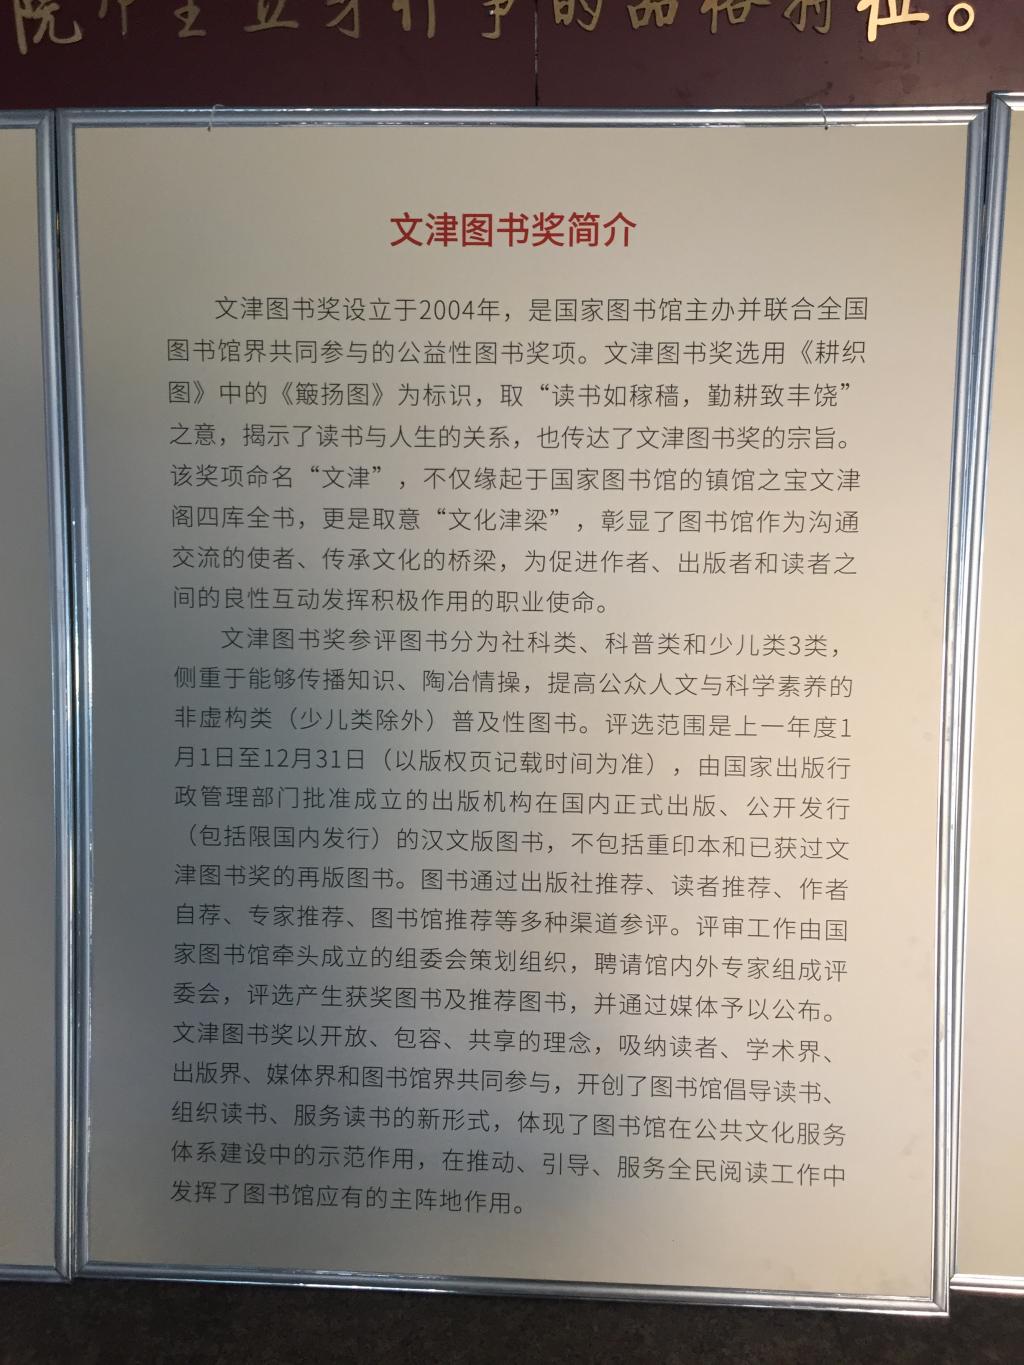 文津图书奖简介
文津图书奖设立于2004年，是国家图书馆主办并联合全国
图书馆界共同参与的公益性图书奖项。文津图书奖选用《耕织
图》中的《簸扬图》为标识，取“读书如稼穑，勤耕致丰饶”
之意，揭示了读书与人生的关系，也传达了文津图书奖的宗旨。
该奖项命名“文津”，不仅缘起于国家图书馆的镇馆之宝文津
阁四库全书，更是取意“文化津梁”，彰显了图书馆作为沟通
交流的使者、传承文化的桥梁，为促进作者、出版者和读者之
间的良性互动发挥积极作用的职业使命。
文津图书奖参评图书分为社科类、科普类和少儿类3类，
侧重于能够传播知识、陶冶情操，提高公众人文与科学素养的
非虚构类（少儿类除外）普及性图书。评选范围是上一年度1
月1日至12月31日（以版权页记载时间为准），由国家出版行
政管理部门批准成立的出版机构在国内正式出版、公开发行
（包括限国内发行）的汉文版图书，不包括重印本和已获过文
津图书奖的再版图书。图书通过出版社推荐、读者推荐、作者
自荐、专家推荐、图书馆推荐等多种渠道参评。评审工作由国
家图书馆牵头成立的组委会策划组织，聘请馆内外专家组成评
委会，评选产生获奖图书及推荐图书，并通过媒体予以公布。
文津图书奖以开放、包容、共享的理念，吸纳读者、学术界、
出版界、媒体界和图书馆界共同参与，开创了图书馆倡导读书、
组织读书、服务读书的新形式，体现了图书馆在公共文化服务
体系建设中的示范作用，在推动、引导、服务全民阅读工作中
发挥了图书馆应有的主阵地作用。